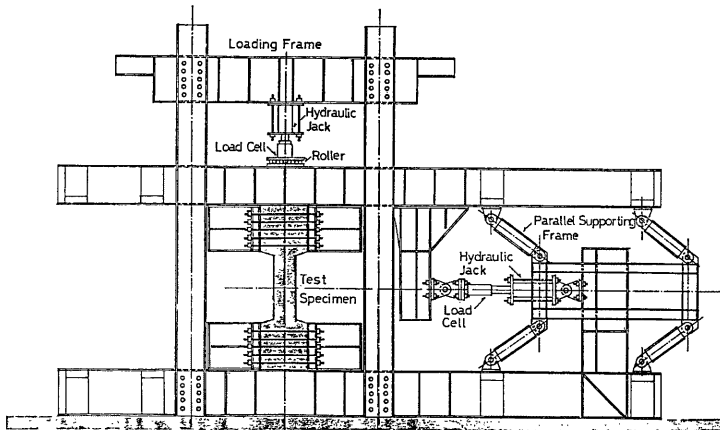 Loading Frame
Hydraulic
Jack
Load Cell
Roller
Parallel Supporting
Frame
Hydraulic
Jack
Test
Specimen
Load
Cell